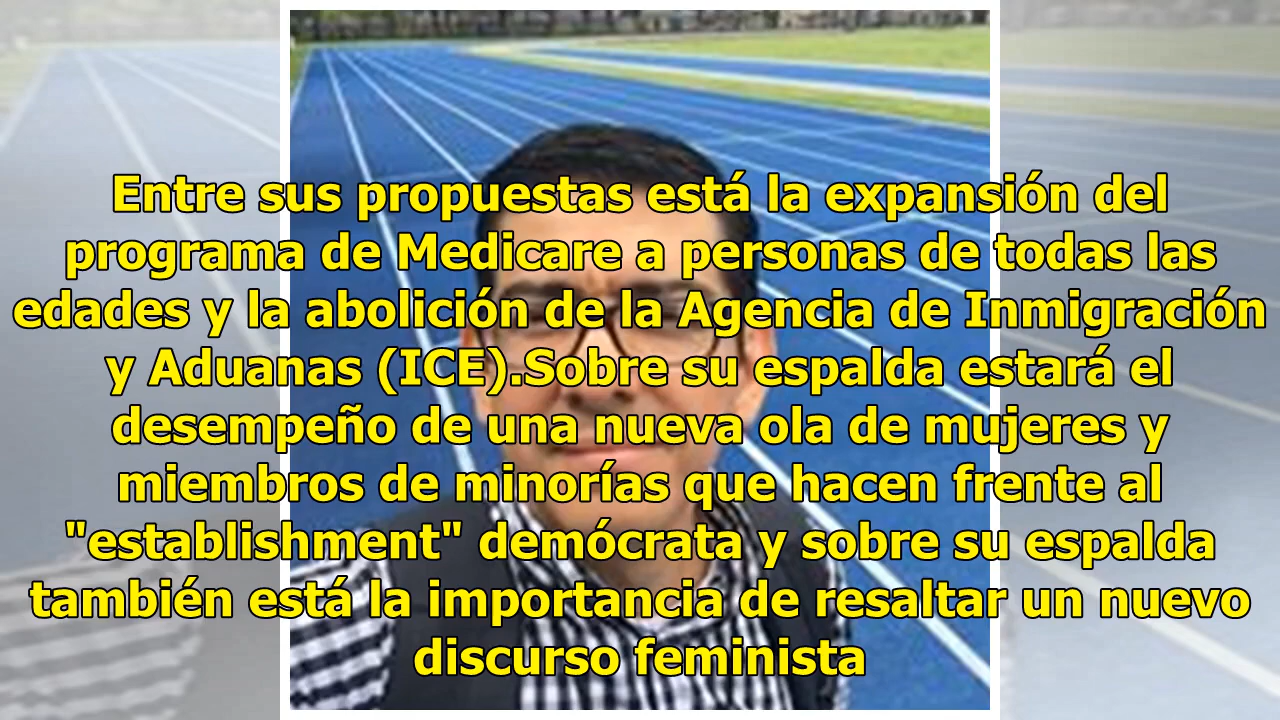 Entre sus propuestas está la expansión del
programa de Medicare a personas de todas las
edades y la abolición de la Agencia de Inmigración
y Aduanas (ICE).Sobre su espalda estará el
desempeño de una nueva ola de mujeres y
miembros de minorías que hacen frente al
"establishment" demócrata y sobre su espalda
también está la importancia de resaltar un nuevo
discurso feminista